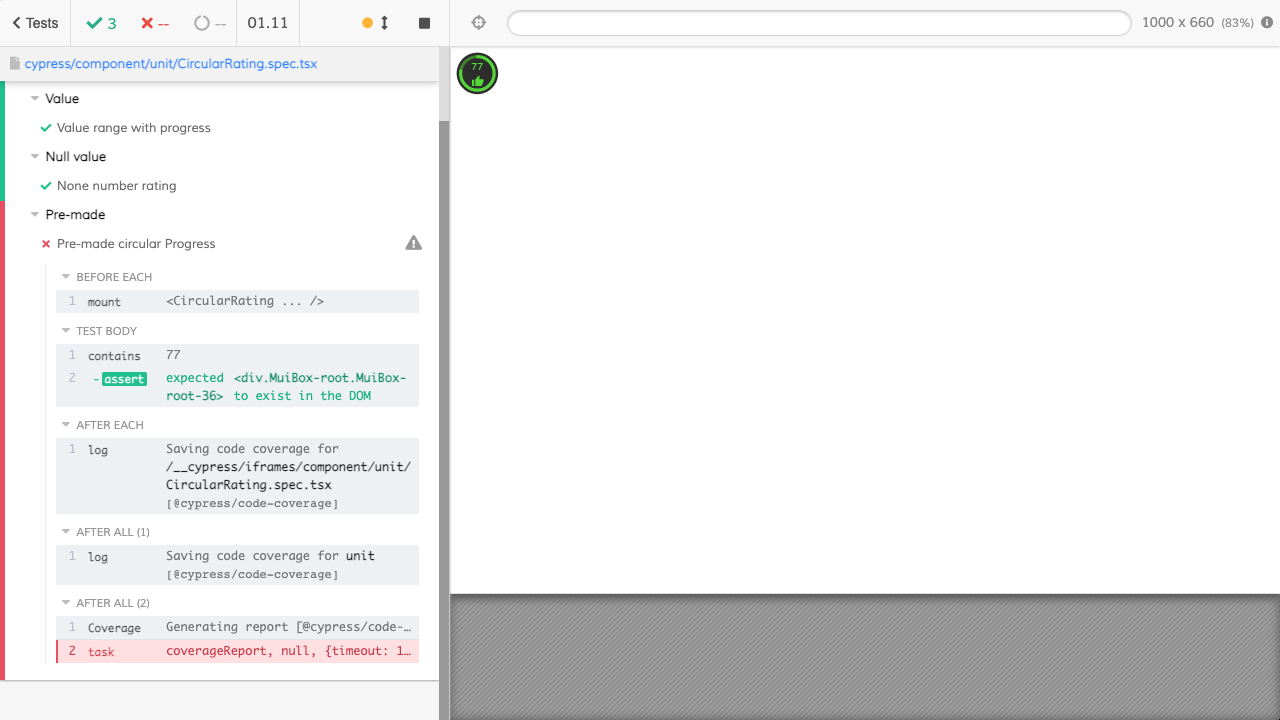 Tests
3
--
--
01.11
1000 x 660 (83%)
cypress/component/unit/CircularRating.spec.tsx
77
Value
Value range with progress
Null value
None number rating
Pre-made
Pre-made circular Progress
BEFORE EACH
1 mount <CircularRating ... />
TEST BODY
1 contains 77
2 -assert expected <div.MuiBox-root.MuiBox-
root-36> to exist in the DOM
AFTER EACH
1 log Saving code coverage for
/__cypress/iframes/component/unit/
CircularRating.spec.tsx
[@cypress/code-coverage]
AFTER ALL (1)
1 log Saving code coverage for unit
[@cypress/code-coverage]
AFTER ALL (2)
1 Coverage Generating report [@cypress/code-…
2 task coverageReport, null, {timeout: 1…